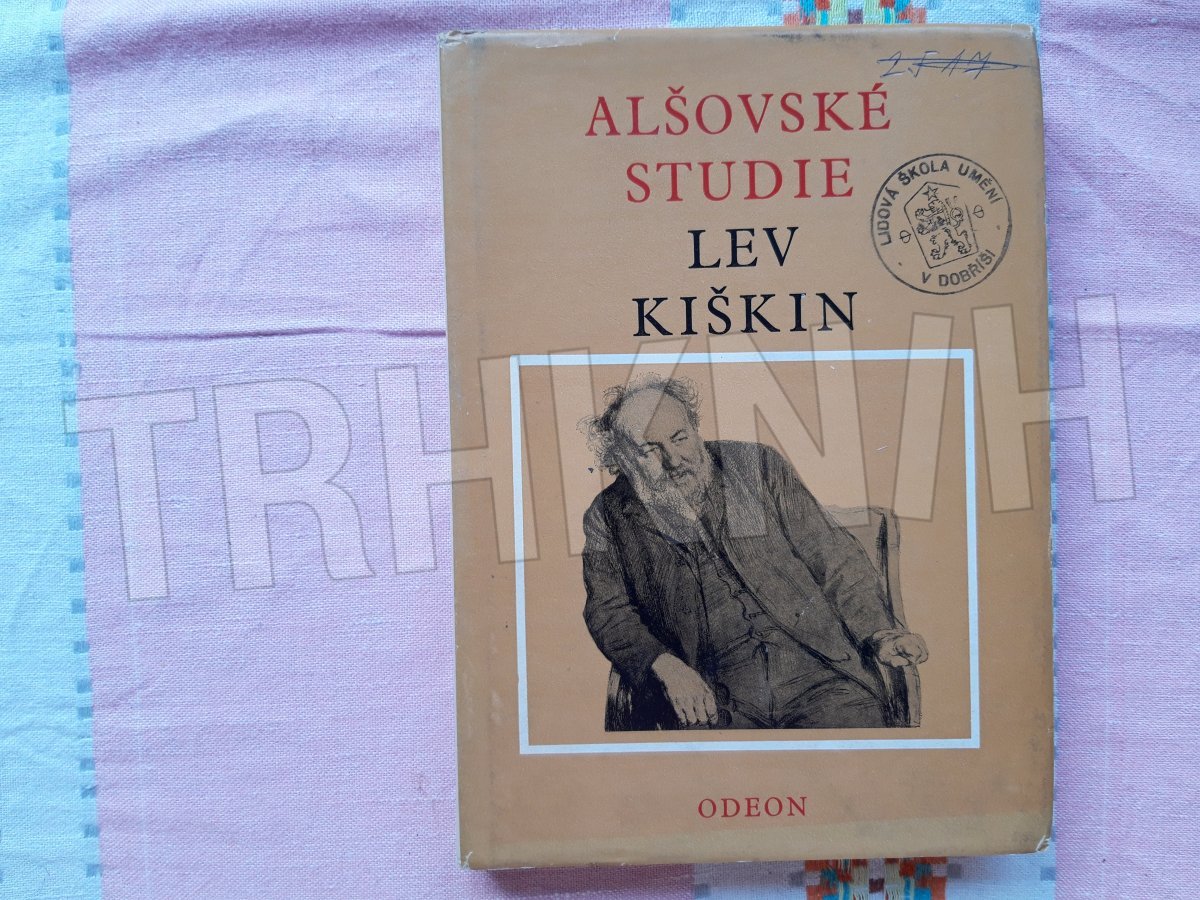 ALŠOVSKÉ
STUDIE
LEV
KIŠKIN
LIDOVÁ ŠKOLA UMĚNÍ
V DOBŘÍŠI
TRHKNIH
ODEON